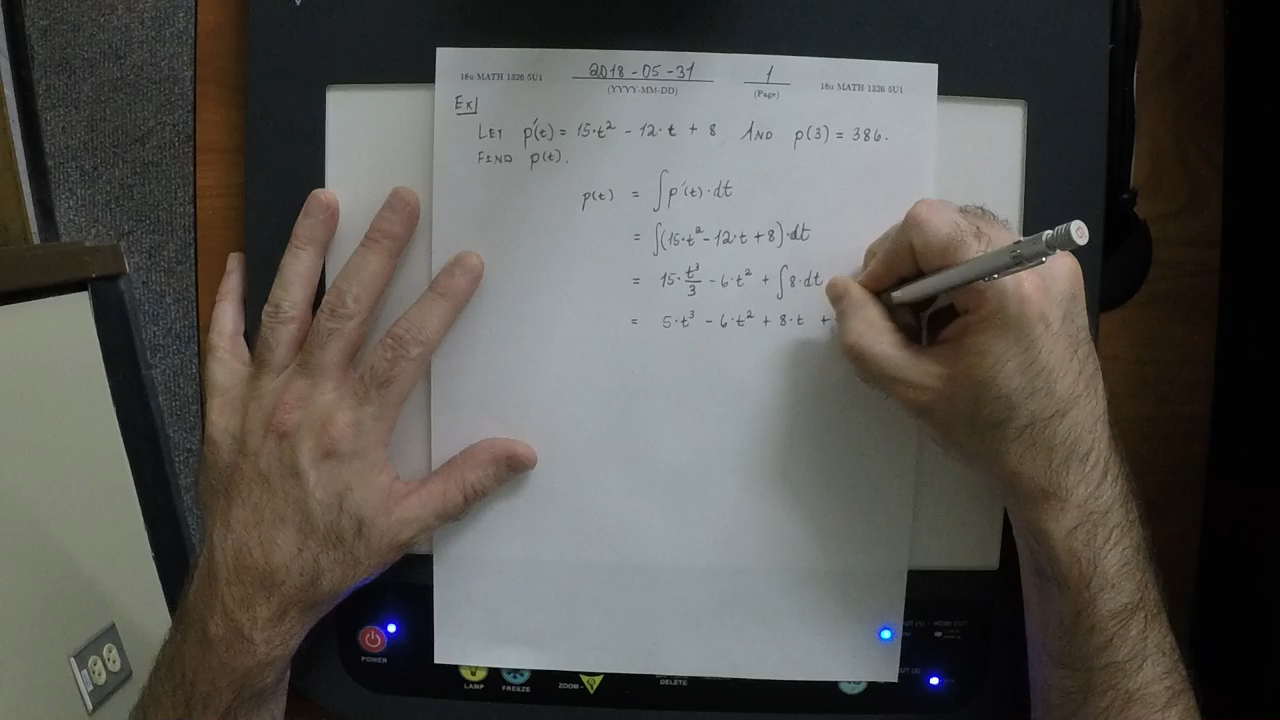 16u MATH 1326 5U1 2018-05-31 1 16u MATH 1326 5U1
(YYYY-MM-DD) (Page)
Ex1
LET p'(t) = 15·t² - 12·t + 8 AND p(3) = 386.
FIND p(t).
p(t) = ∫p'(t)·dt
= ∫(15·t² - 12·t + 8)·dt
= 15·t³/3 - 6·t² + ∫8·dt
= 5·t³ - 6·t² + 8·t +
POWER
LAMP
FREEZE
ZOOM-
DELETE